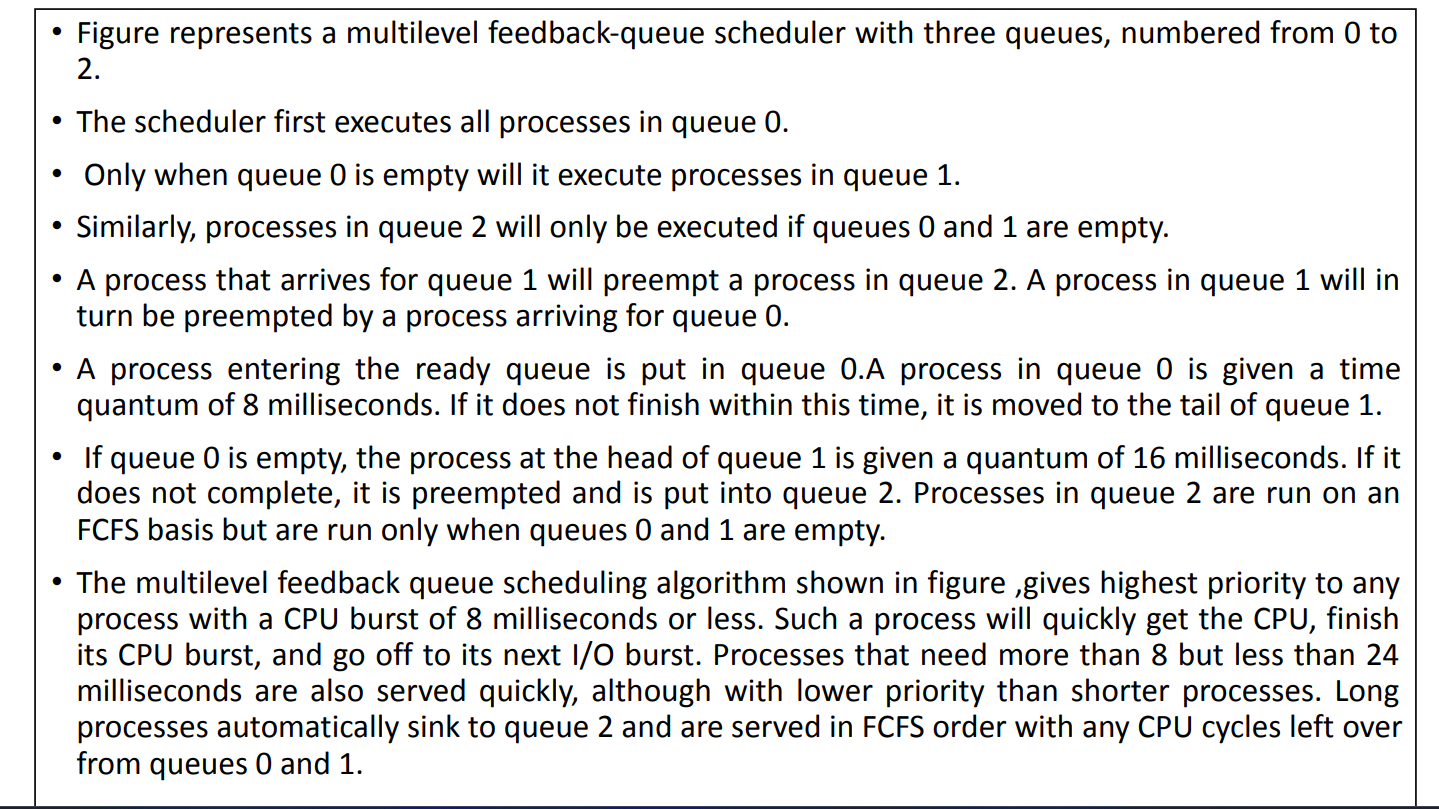 • Figure represents a multilevel feedback-queue scheduler with three queues, numbered from 0 to
2.
• The scheduler first executes all processes in queue 0.
• Only when queue 0 is empty will it execute processes in queue 1.
• Similarly, processes in queue 2 will only be executed if queues 0 and 1 are empty.
• A process that arrives for queue 1 will preempt a process in queue 2. A process in queue 1 will in
turn be preempted by a process arriving for queue 0.
• A process entering the ready queue is put in queue 0.A process in queue 0 is given a time
quantum of 8 milliseconds. If it does not finish within this time, it is moved to the tail of queue 1.
• If queue 0 is empty, the process at the head of queue 1 is given a quantum of 16 milliseconds. If it
does not complete, it is preempted and is put into queue 2. Processes in queue 2 are run on an
FCFS basis but are run only when queues 0 and 1 are empty.
• The multilevel feedback queue scheduling algorithm shown in figure ,gives highest priority to any
process with a CPU burst of 8 milliseconds or less. Such a process will quickly get the CPU, finish
its CPU burst, and go off to its next I/O burst. Processes that need more than 8 but less than 24
milliseconds are also served quickly, although with lower priority than shorter processes. Long
processes automatically sink to queue 2 and are served in FCFS order with any CPU cycles left over
from queues 0 and 1.